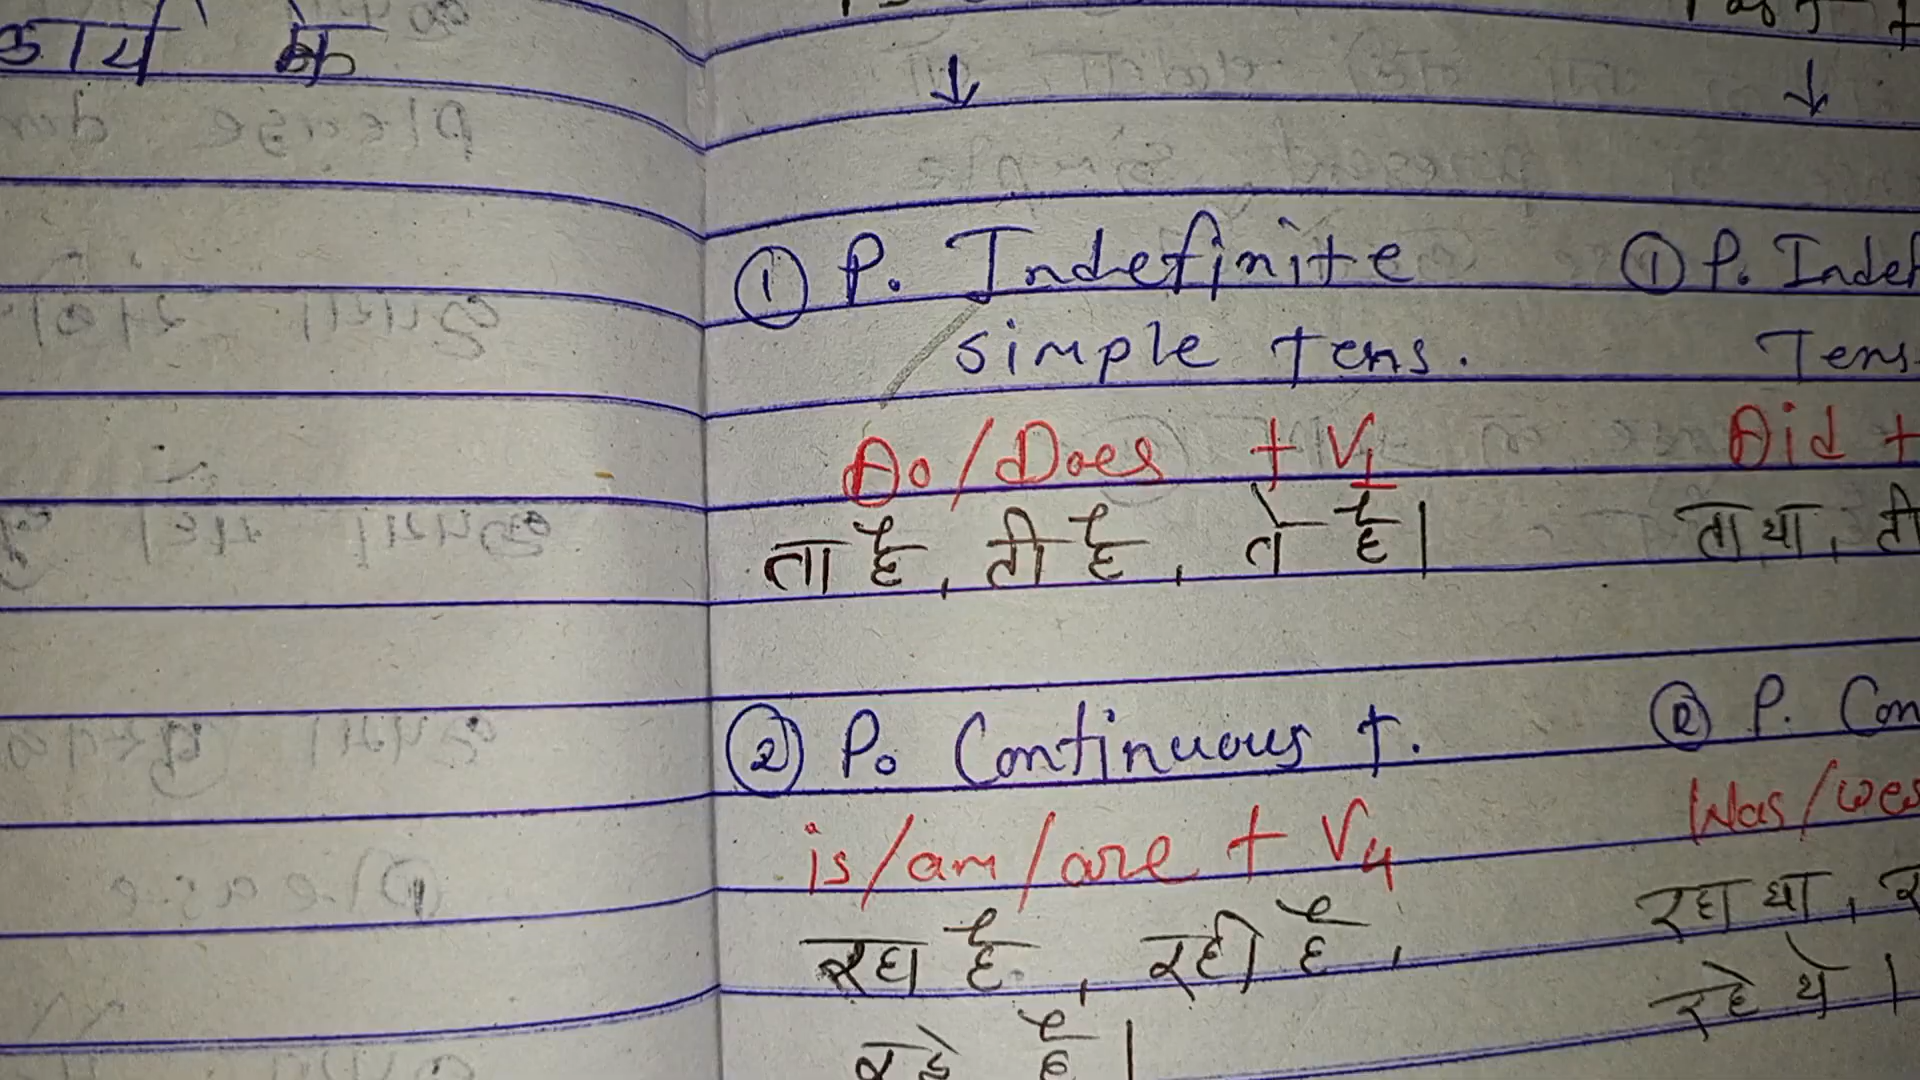 कार्य के
① P. Indefinite
simple tens.
Do/Does + V1
ता है, ती है, ते है।
② P. Continuous t.
is/am/are + V4
रहा है, रही है,
रहे है।
① P. Indef
Tens
Did +
ता था, ती
② P. Con
Was/wes
रहा था, र
रहे थे।